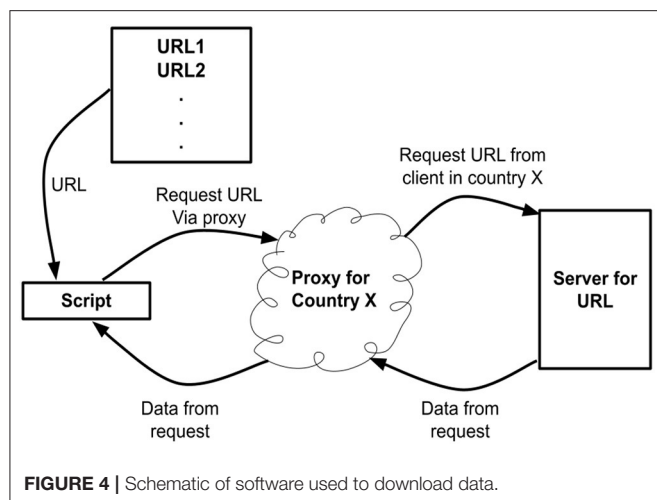 URL1
URL2
.
.
.
URL
Request URL
Via proxy
Request URL from
client in country X
Script
Proxy for
Country X
Server for
URL
Data from
request
Data from
request
FIGURE 4 | Schematic of software used to download data.